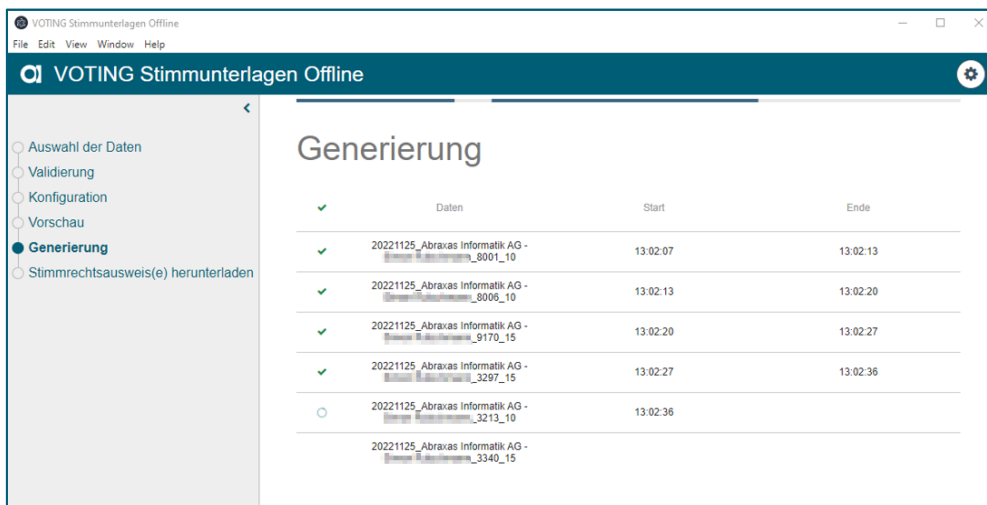 VOTING Stimmunterlagen Offline
File Edit View Window Help
VOTING Stimmunterlagen Offline
Auswahl der Daten
Validierung
Konfiguration
Vorschau
Generierung
Stimmrechtsausweis(e) herunterladen
Generierung
Daten Start Ende
20221125_Abraxas Informatik AG - 13:02:07 13:02:13
_8001_10
20221125_Abraxas Informatik AG - 13:02:13 13:02:20
_8006_10
20221125_Abraxas Informatik AG - 13:02:20 13:02:27
_9170_15
20221125_Abraxas Informatik AG - 13:02:27 13:02:36
_3297_15
20221125_Abraxas Informatik AG - 13:02:36
_3213_10
20221125_Abraxas Informatik AG -
_3340_15